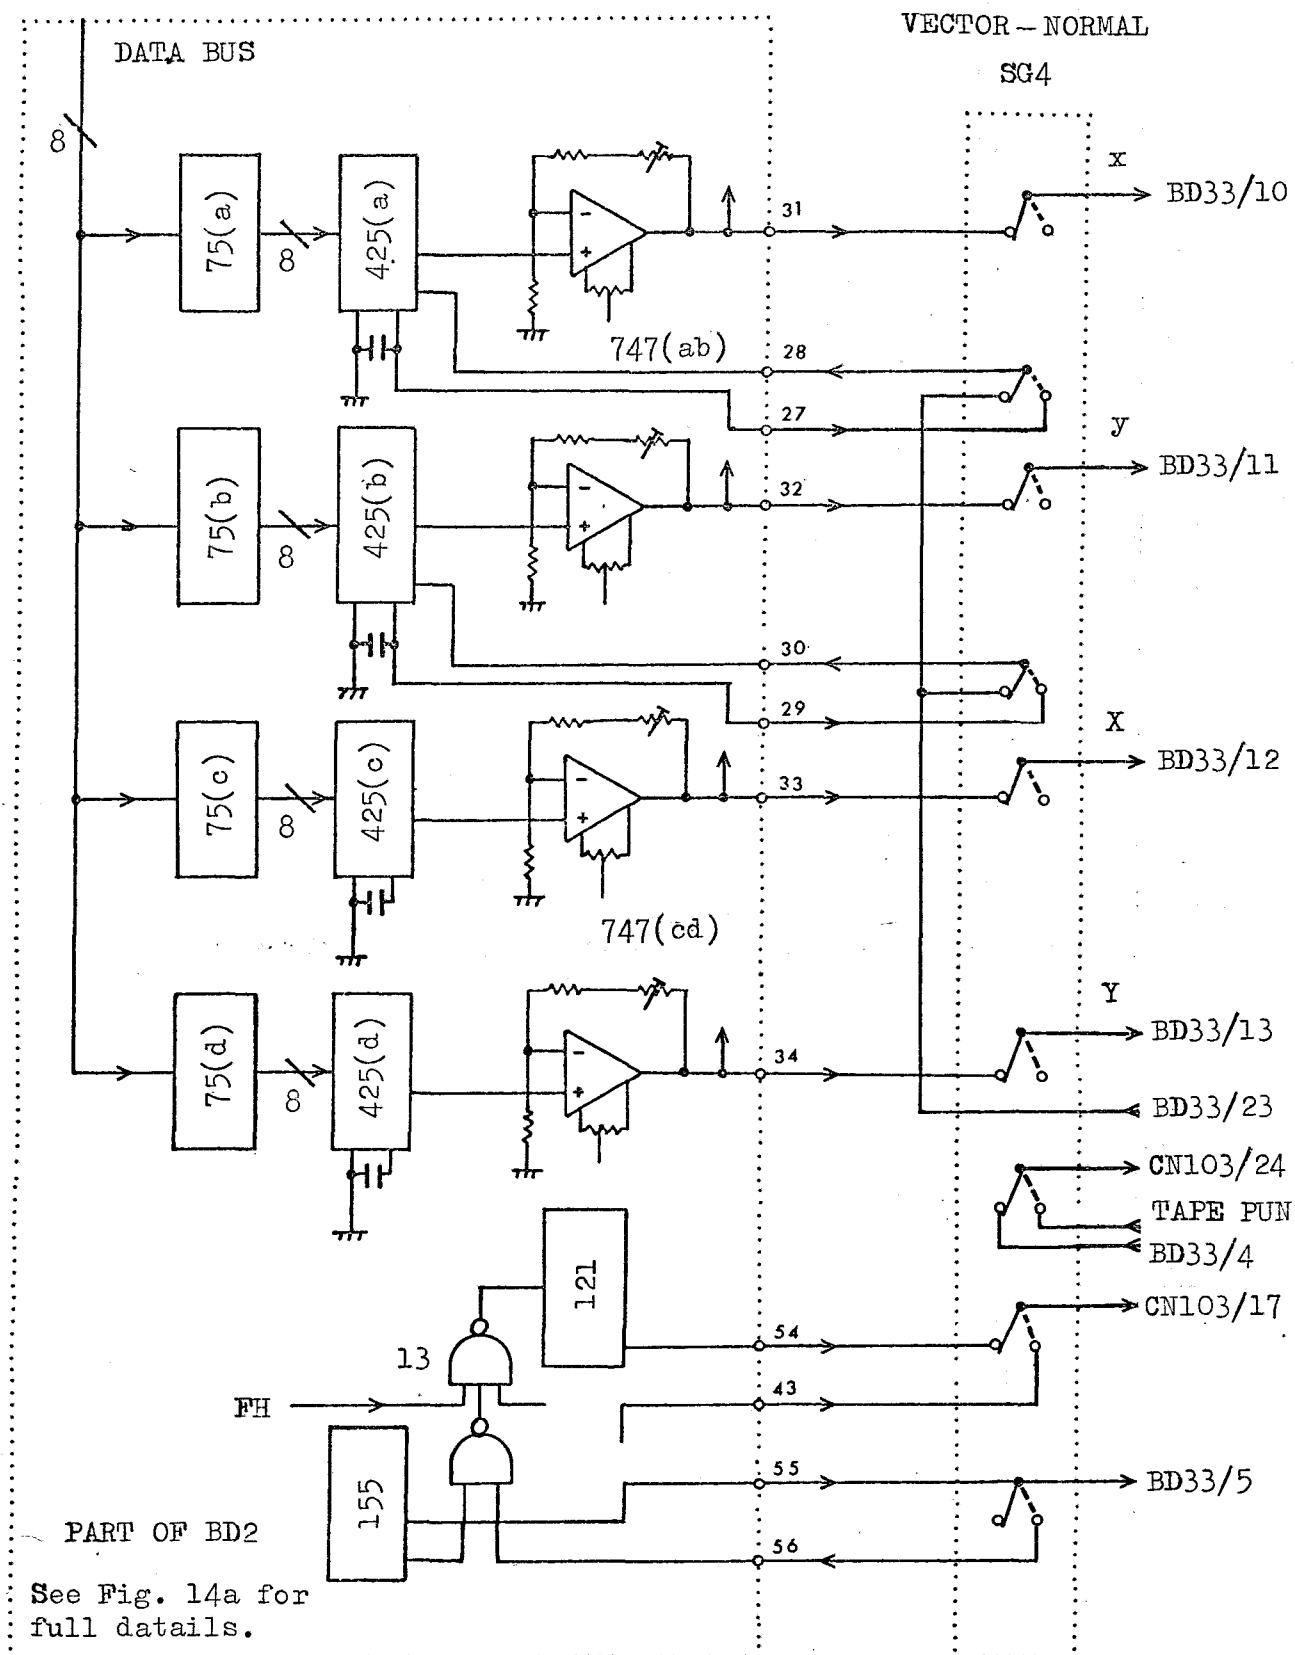 VECTOR – NORMAL
DATA BUS
SG4
8
x
75(a)
8
425(a)
-
+
31
BD33/10
747(ab)
28
27
y
75(b)
8
425(b)
-
+
32
BD33/11
30
29
X
75(c)
8
425(c)
-
+
33
BD33/12
747(cd)
Y
75(d)
8
425(d)
-
+
34
BD33/13
BD33/23
CN103/24
TAPE PUN
BD33/4
121
CN103/17
13
54
FH
43
155
55
BD33/5
PART OF BD2
56
See Fig. 14a for
full datails.